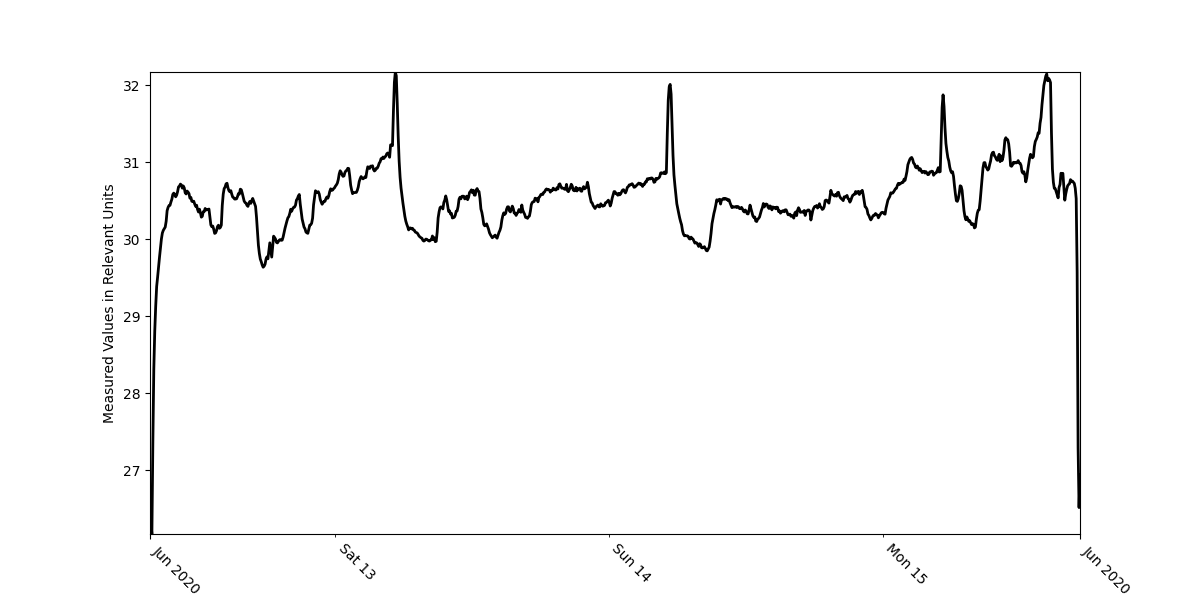 32
31
30
29
28
27
Measured Values in Relevant Units
Jun 2020
Sat 13
Sun 14
Mon 15
Jun 2020